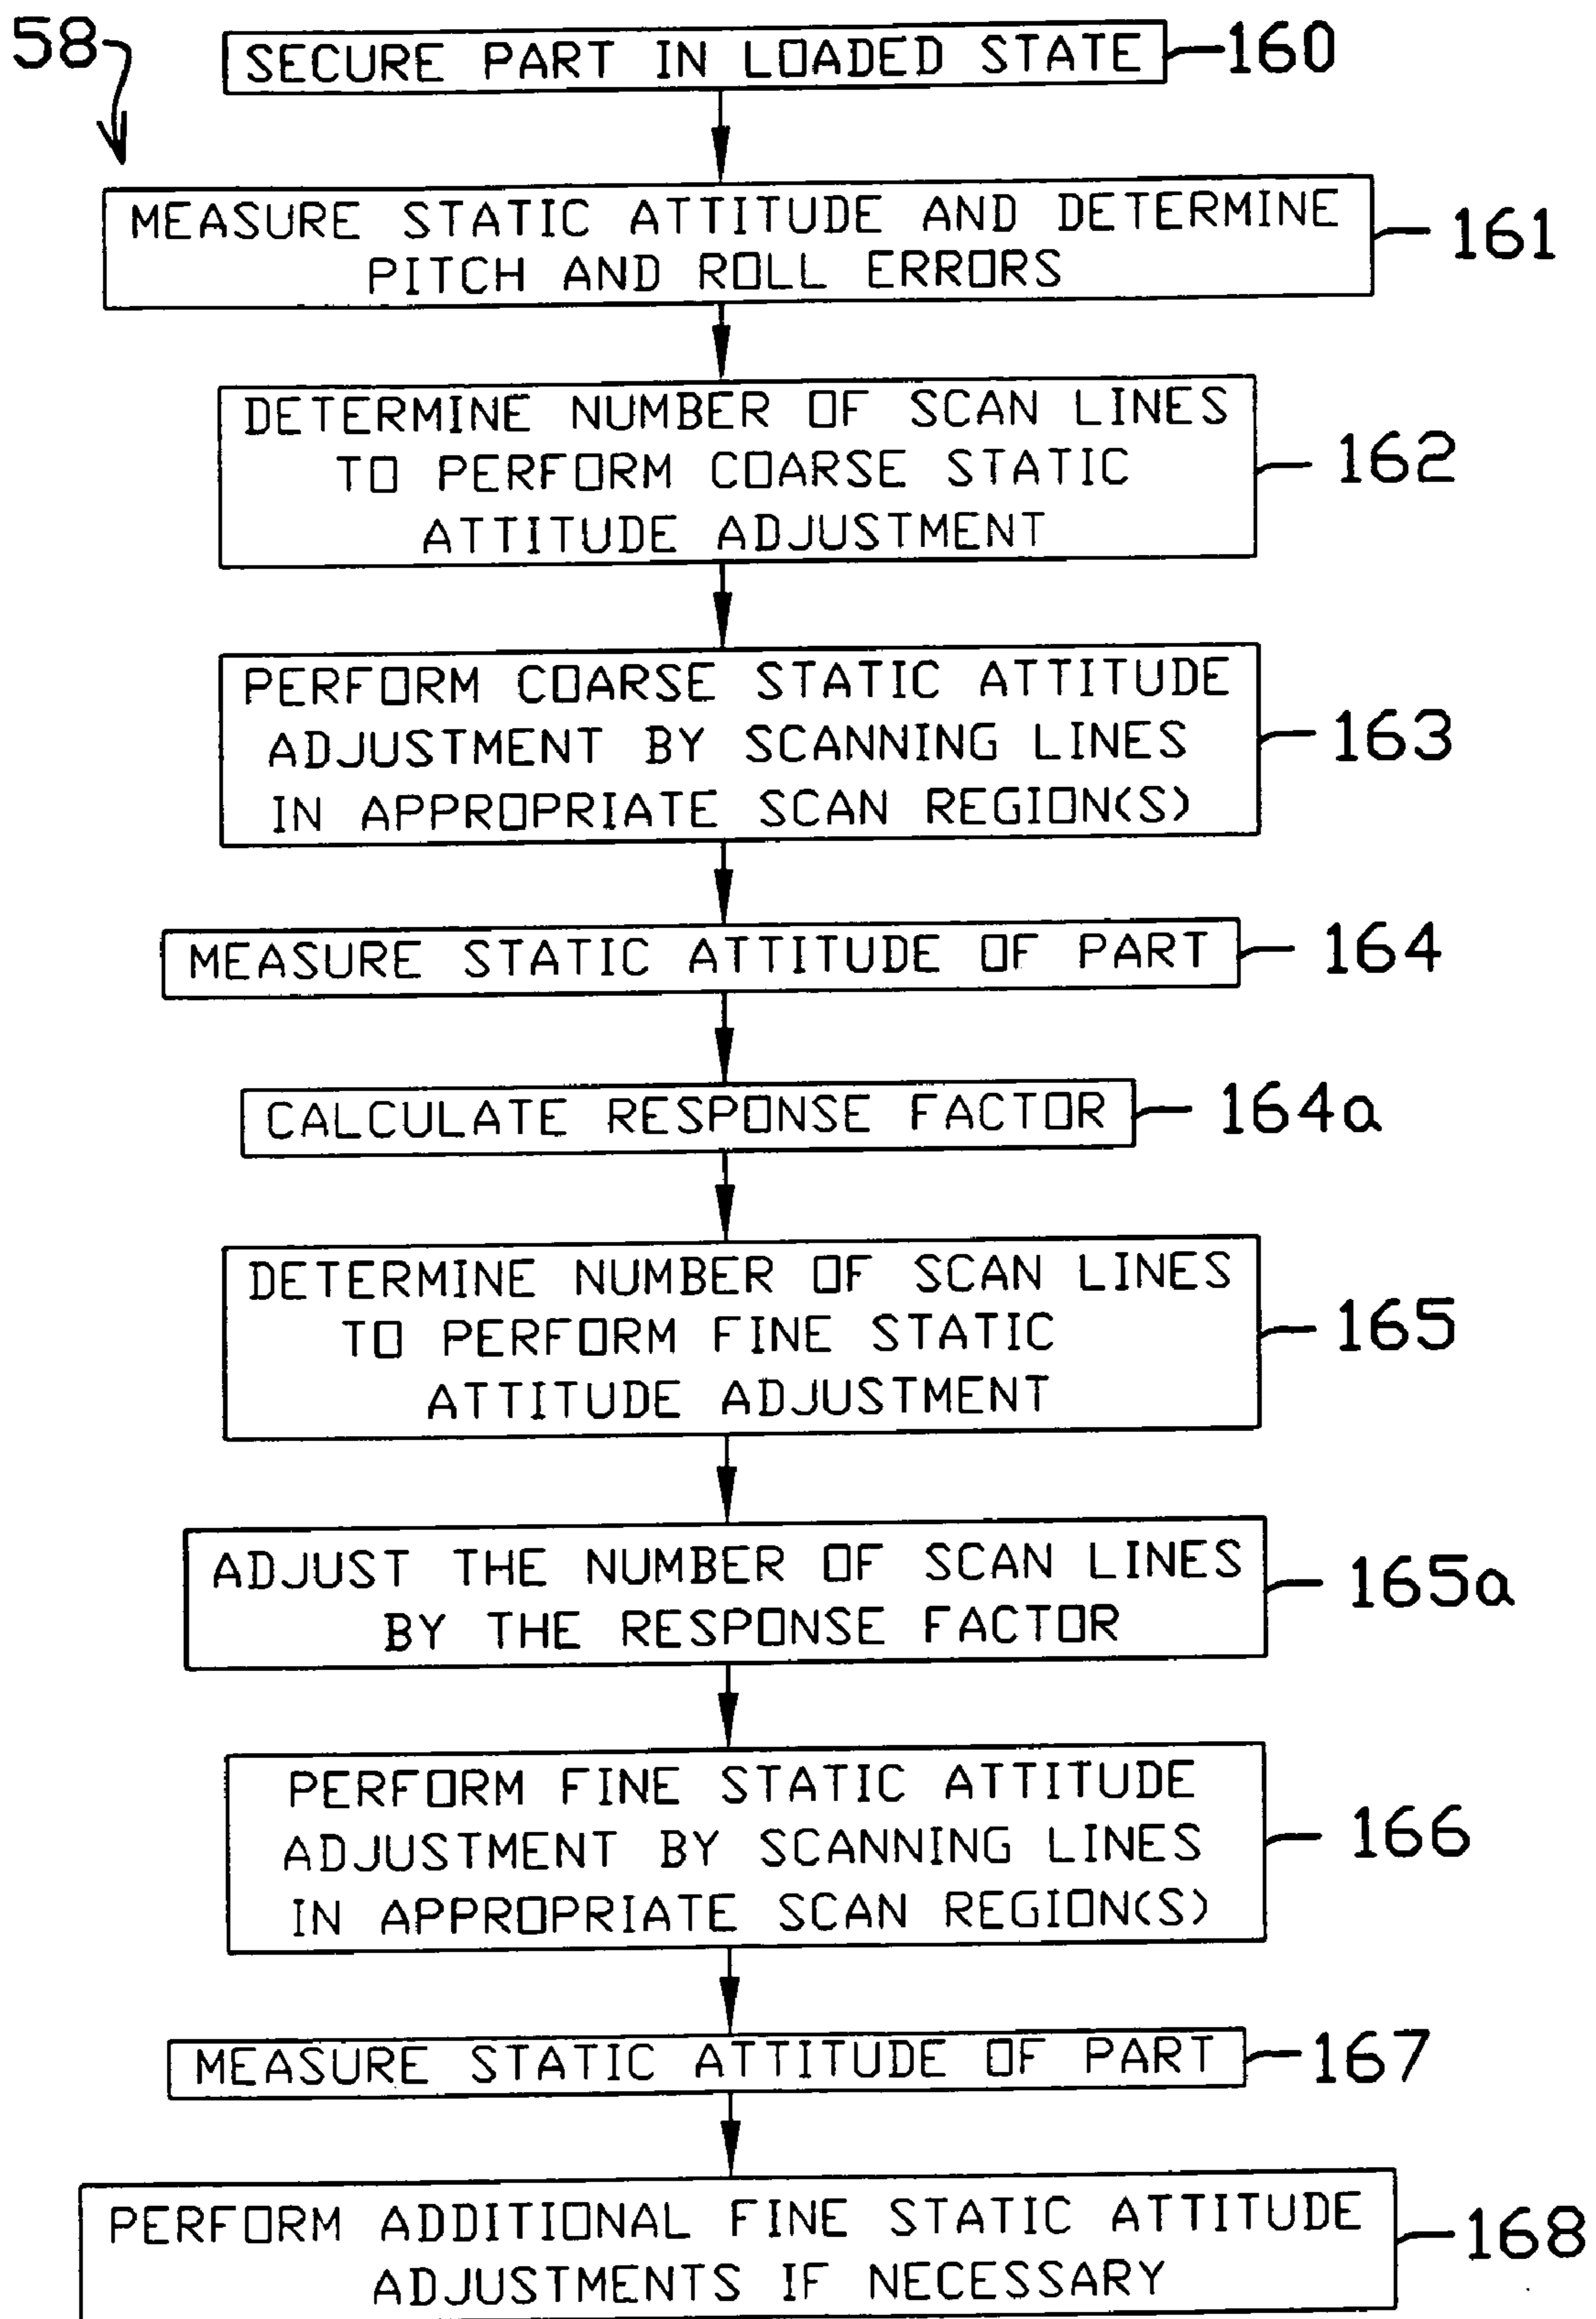 58
SECURE PART IN LOADED STATE
160
MEASURE STATIC ATTITUDE AND DETERMINE
PITCH AND ROLL ERRORS
161
DETERMINE NUMBER OF SCAN LINES
TO PERFORM COARSE STATIC
ATTITUDE ADJUSTMENT
162
PERFORM COARSE STATIC ATTITUDE
ADJUSTMENT BY SCANNING LINES
IN APPROPRIATE SCAN REGION(S)
163
MEASURE STATIC ATTITUDE OF PART
164
CALCULATE RESPONSE FACTOR
164a
DETERMINE NUMBER OF SCAN LINES
TO PERFORM FINE STATIC
ATTITUDE ADJUSTMENT
165
ADJUST THE NUMBER OF SCAN LINES
BY THE RESPONSE FACTOR
165a
PERFORM FINE STATIC ATTITUDE
ADJUSTMENT BY SCANNING LINES
IN APPROPRIATE SCAN REGION(S)
166
MEASURE STATIC ATTITUDE OF PART
167
PERFORM ADDITIONAL FINE STATIC ATTITUDE
ADJUSTMENTS IF NECESSARY
168